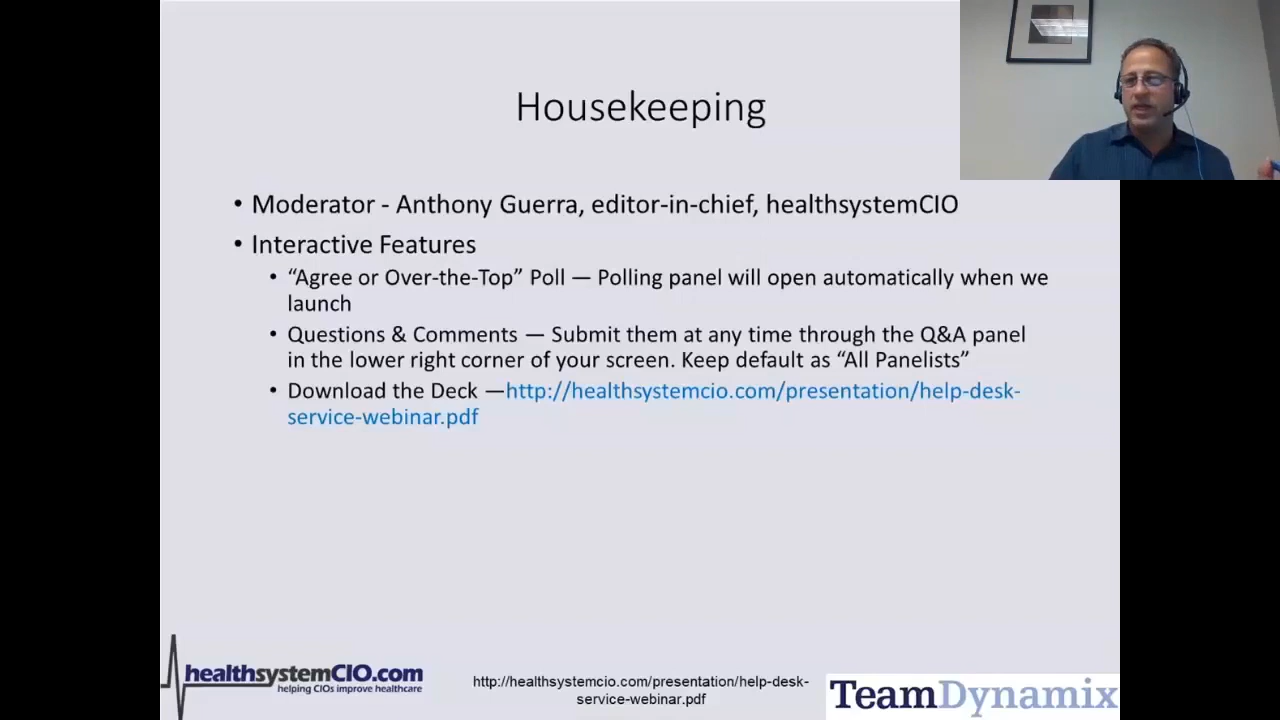 Housekeeping
• Moderator - Anthony Guerra, editor-in-chief, healthsystemCIO
• Interactive Features
• “Agree or Over-the-Top” Poll — Polling panel will open automatically when we
launch
• Questions & Comments — Submit them at any time through the Q&A panel
in the lower right corner of your screen. Keep default as “All Panelists”
• Download the Deck —http://healthsystemcio.com/presentation/help-desk-
service-webinar.pdf
healthsystemCIO.com
helping CIOs improve healthcare
http://healthsystemcio.com/presentation/help-desk-
service-webinar.pdf
TeamDynamix